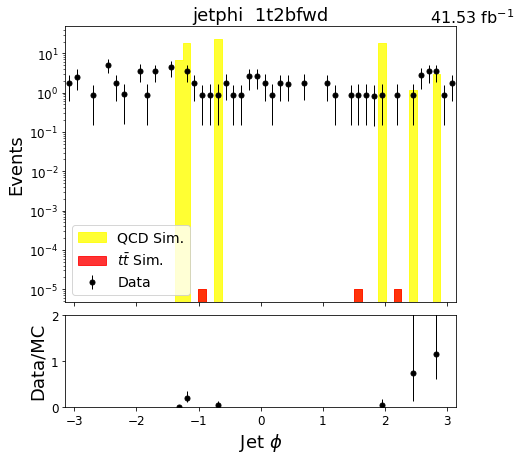 jetphi 1t2bfwd
41.53 fb⁻¹
Events
10¹
10⁰
10⁻¹
10⁻²
10⁻³
10⁻⁴
10⁻⁵
QCD Sim.
tt̄ Sim.
Data
Data/MC
2
1
0
−3 −2 −1 0 1 2 3
Jet ϕ